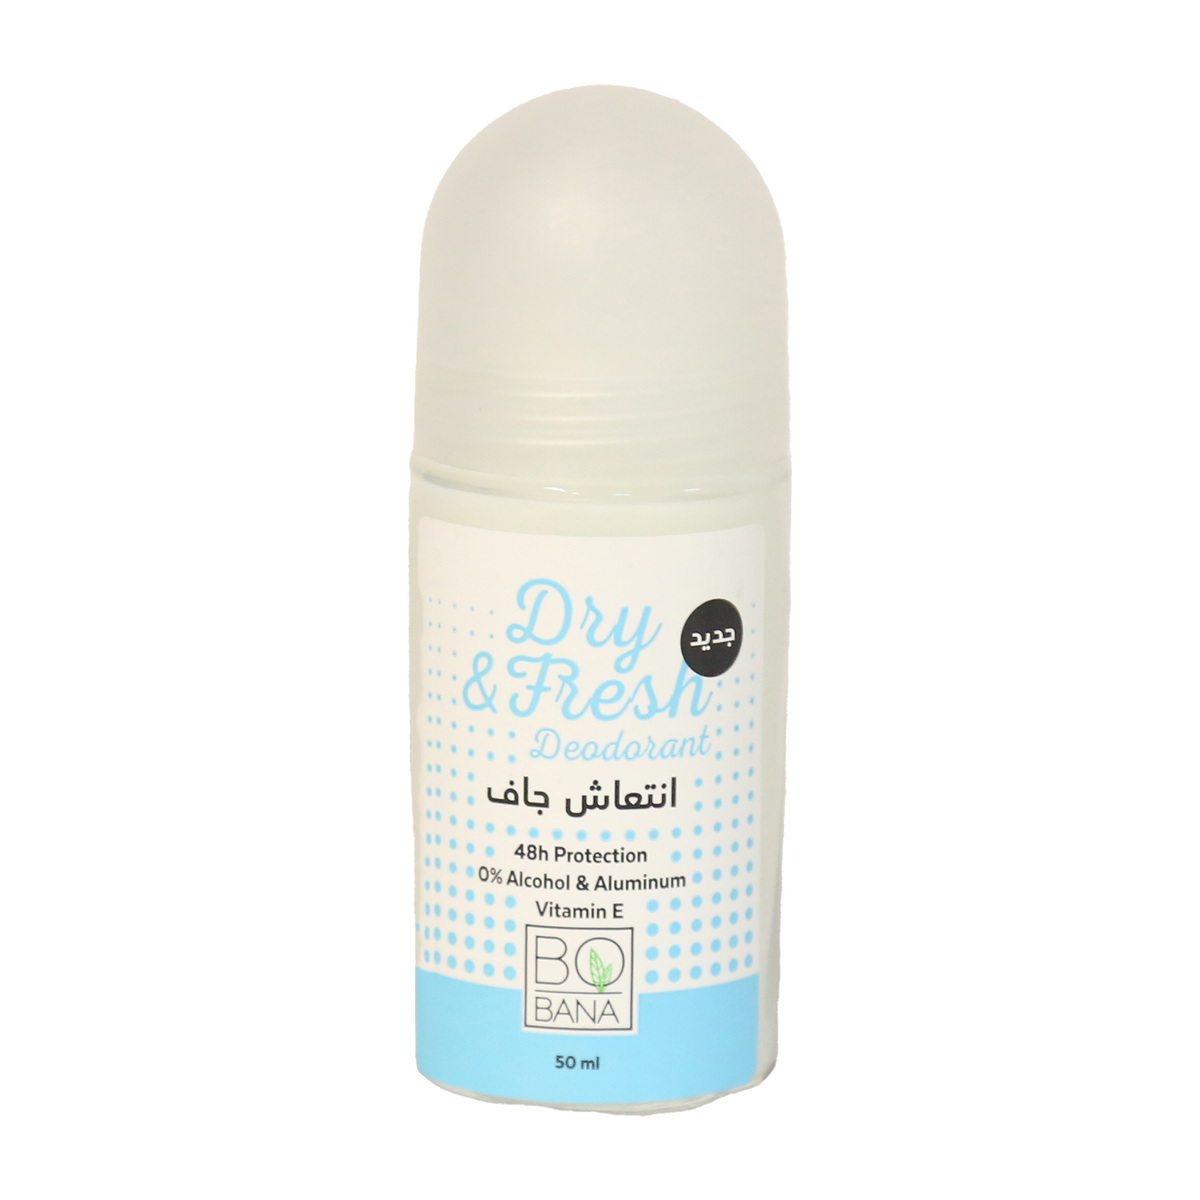 Dry
جديد
& Fresh
Deodorant
انتعاش جاف
48h Protection
0% Alcohol & Aluminum
Vitamin E
BO
BANA
50 ml